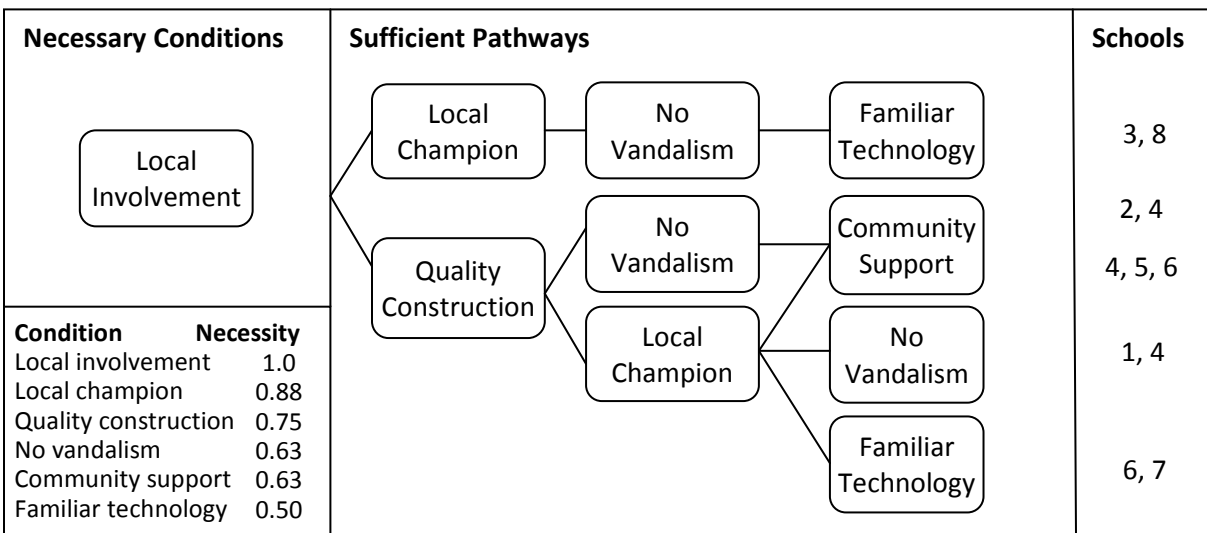 Necessary Conditions
Local
Involvement
Condition Necessity
Local involvement 1.0
Local champion 0.88
Quality construction 0.75
No vandalism 0.63
Community support 0.63
Familiar technology 0.50
Sufficient Pathways
Local
Champion
No
Vandalism
Familiar
Technology
Quality
Construction
No
Vandalism
Community
Support
Local
Champion
No
Vandalism
Familiar
Technology
Schools
3, 8
2, 4
4, 5, 6
1, 4
6, 7